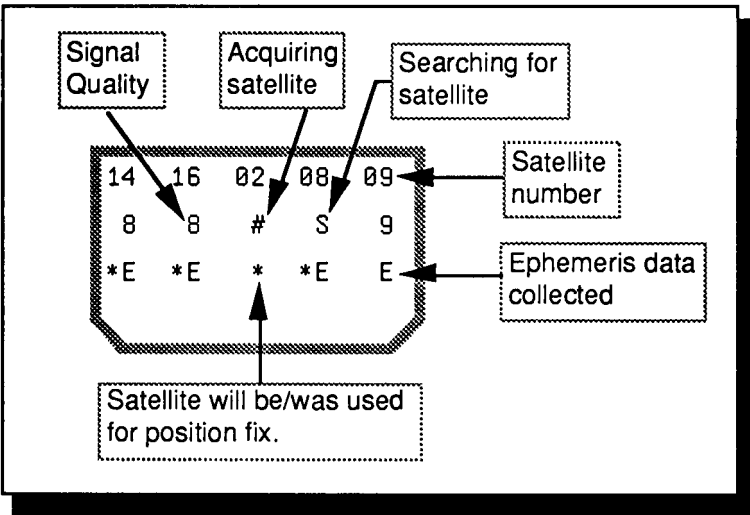 Signal
Quality
Acquiring
satellite
Searching for
satellite
14 16 02 08 09
8 8 # S 9
*E *E * *E E
Satellite
number
Ephemeris data
collected
Satellite will be/was used
for position fix.